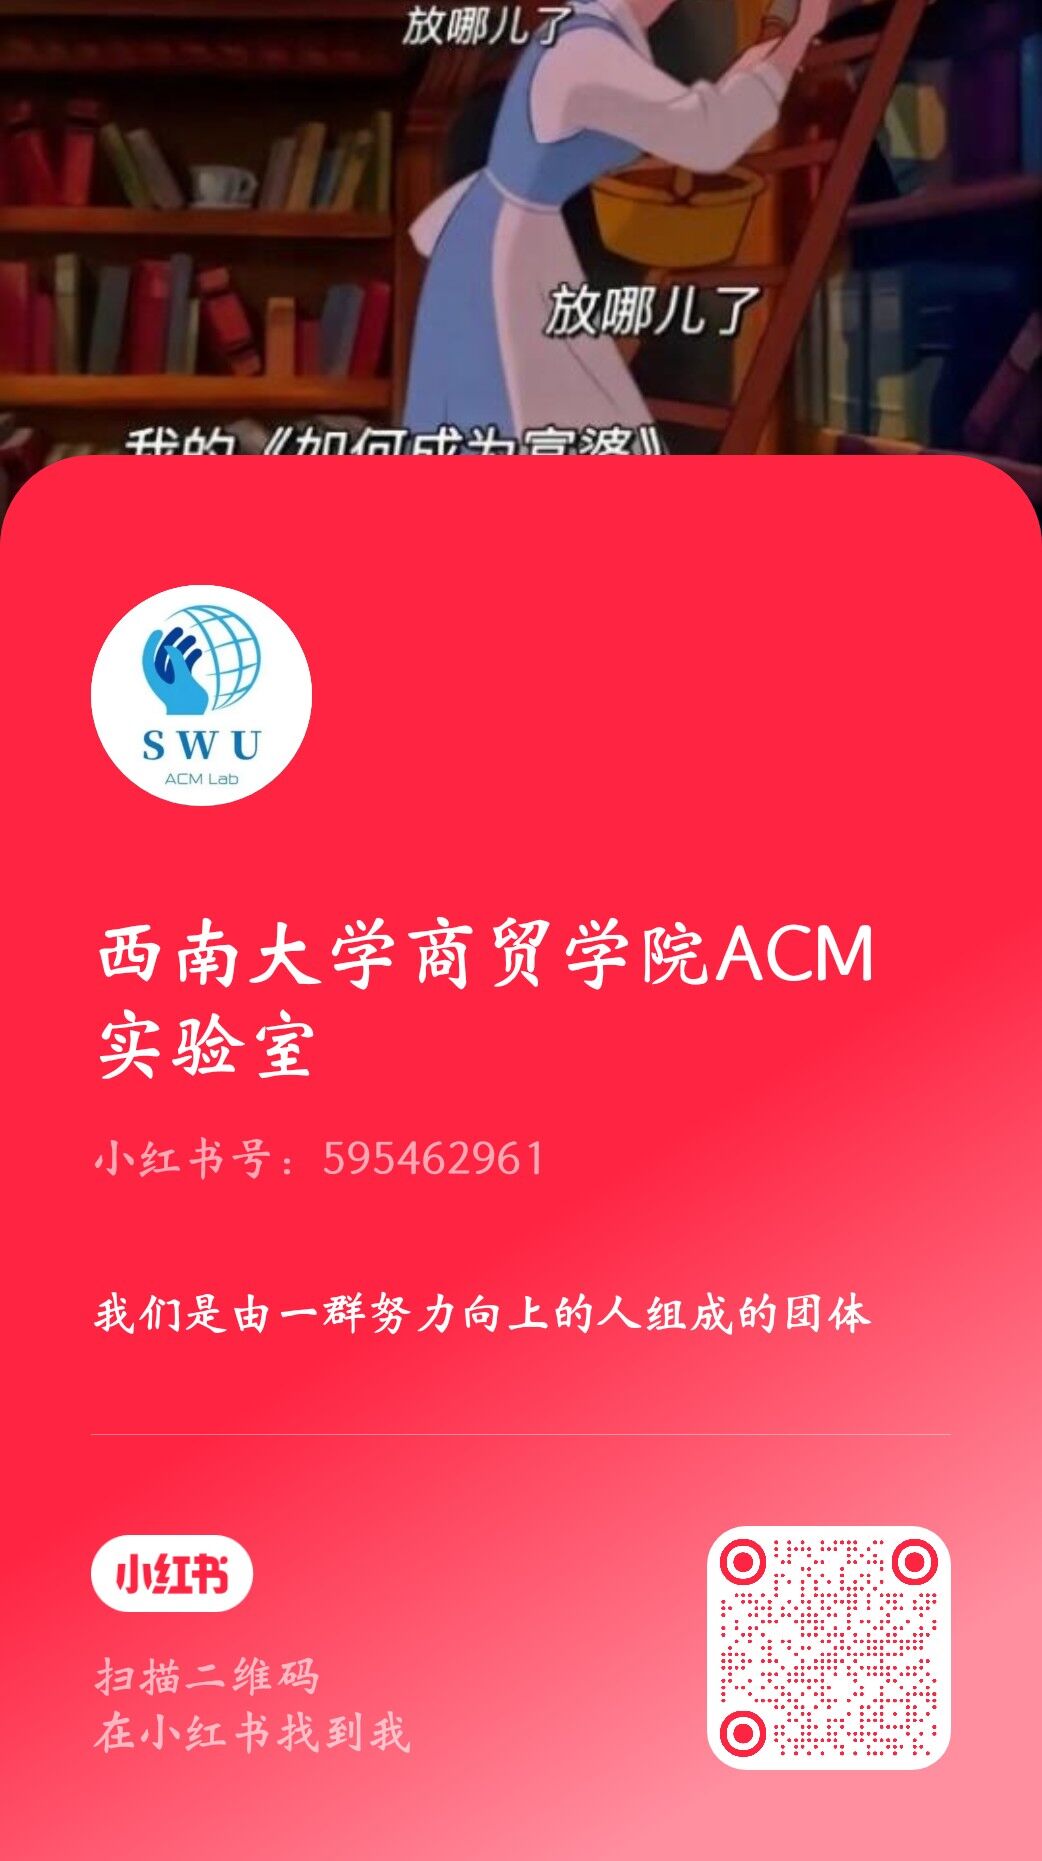 放哪儿了
放哪儿了
我的《如何成为富婆》
SWU
ACM Lab
西南大学商贸学院ACM
实验室
小红书号：595462961
我们是由一群努力向上的人组成的团体
小红书
扫描二维码
在小红书找到我